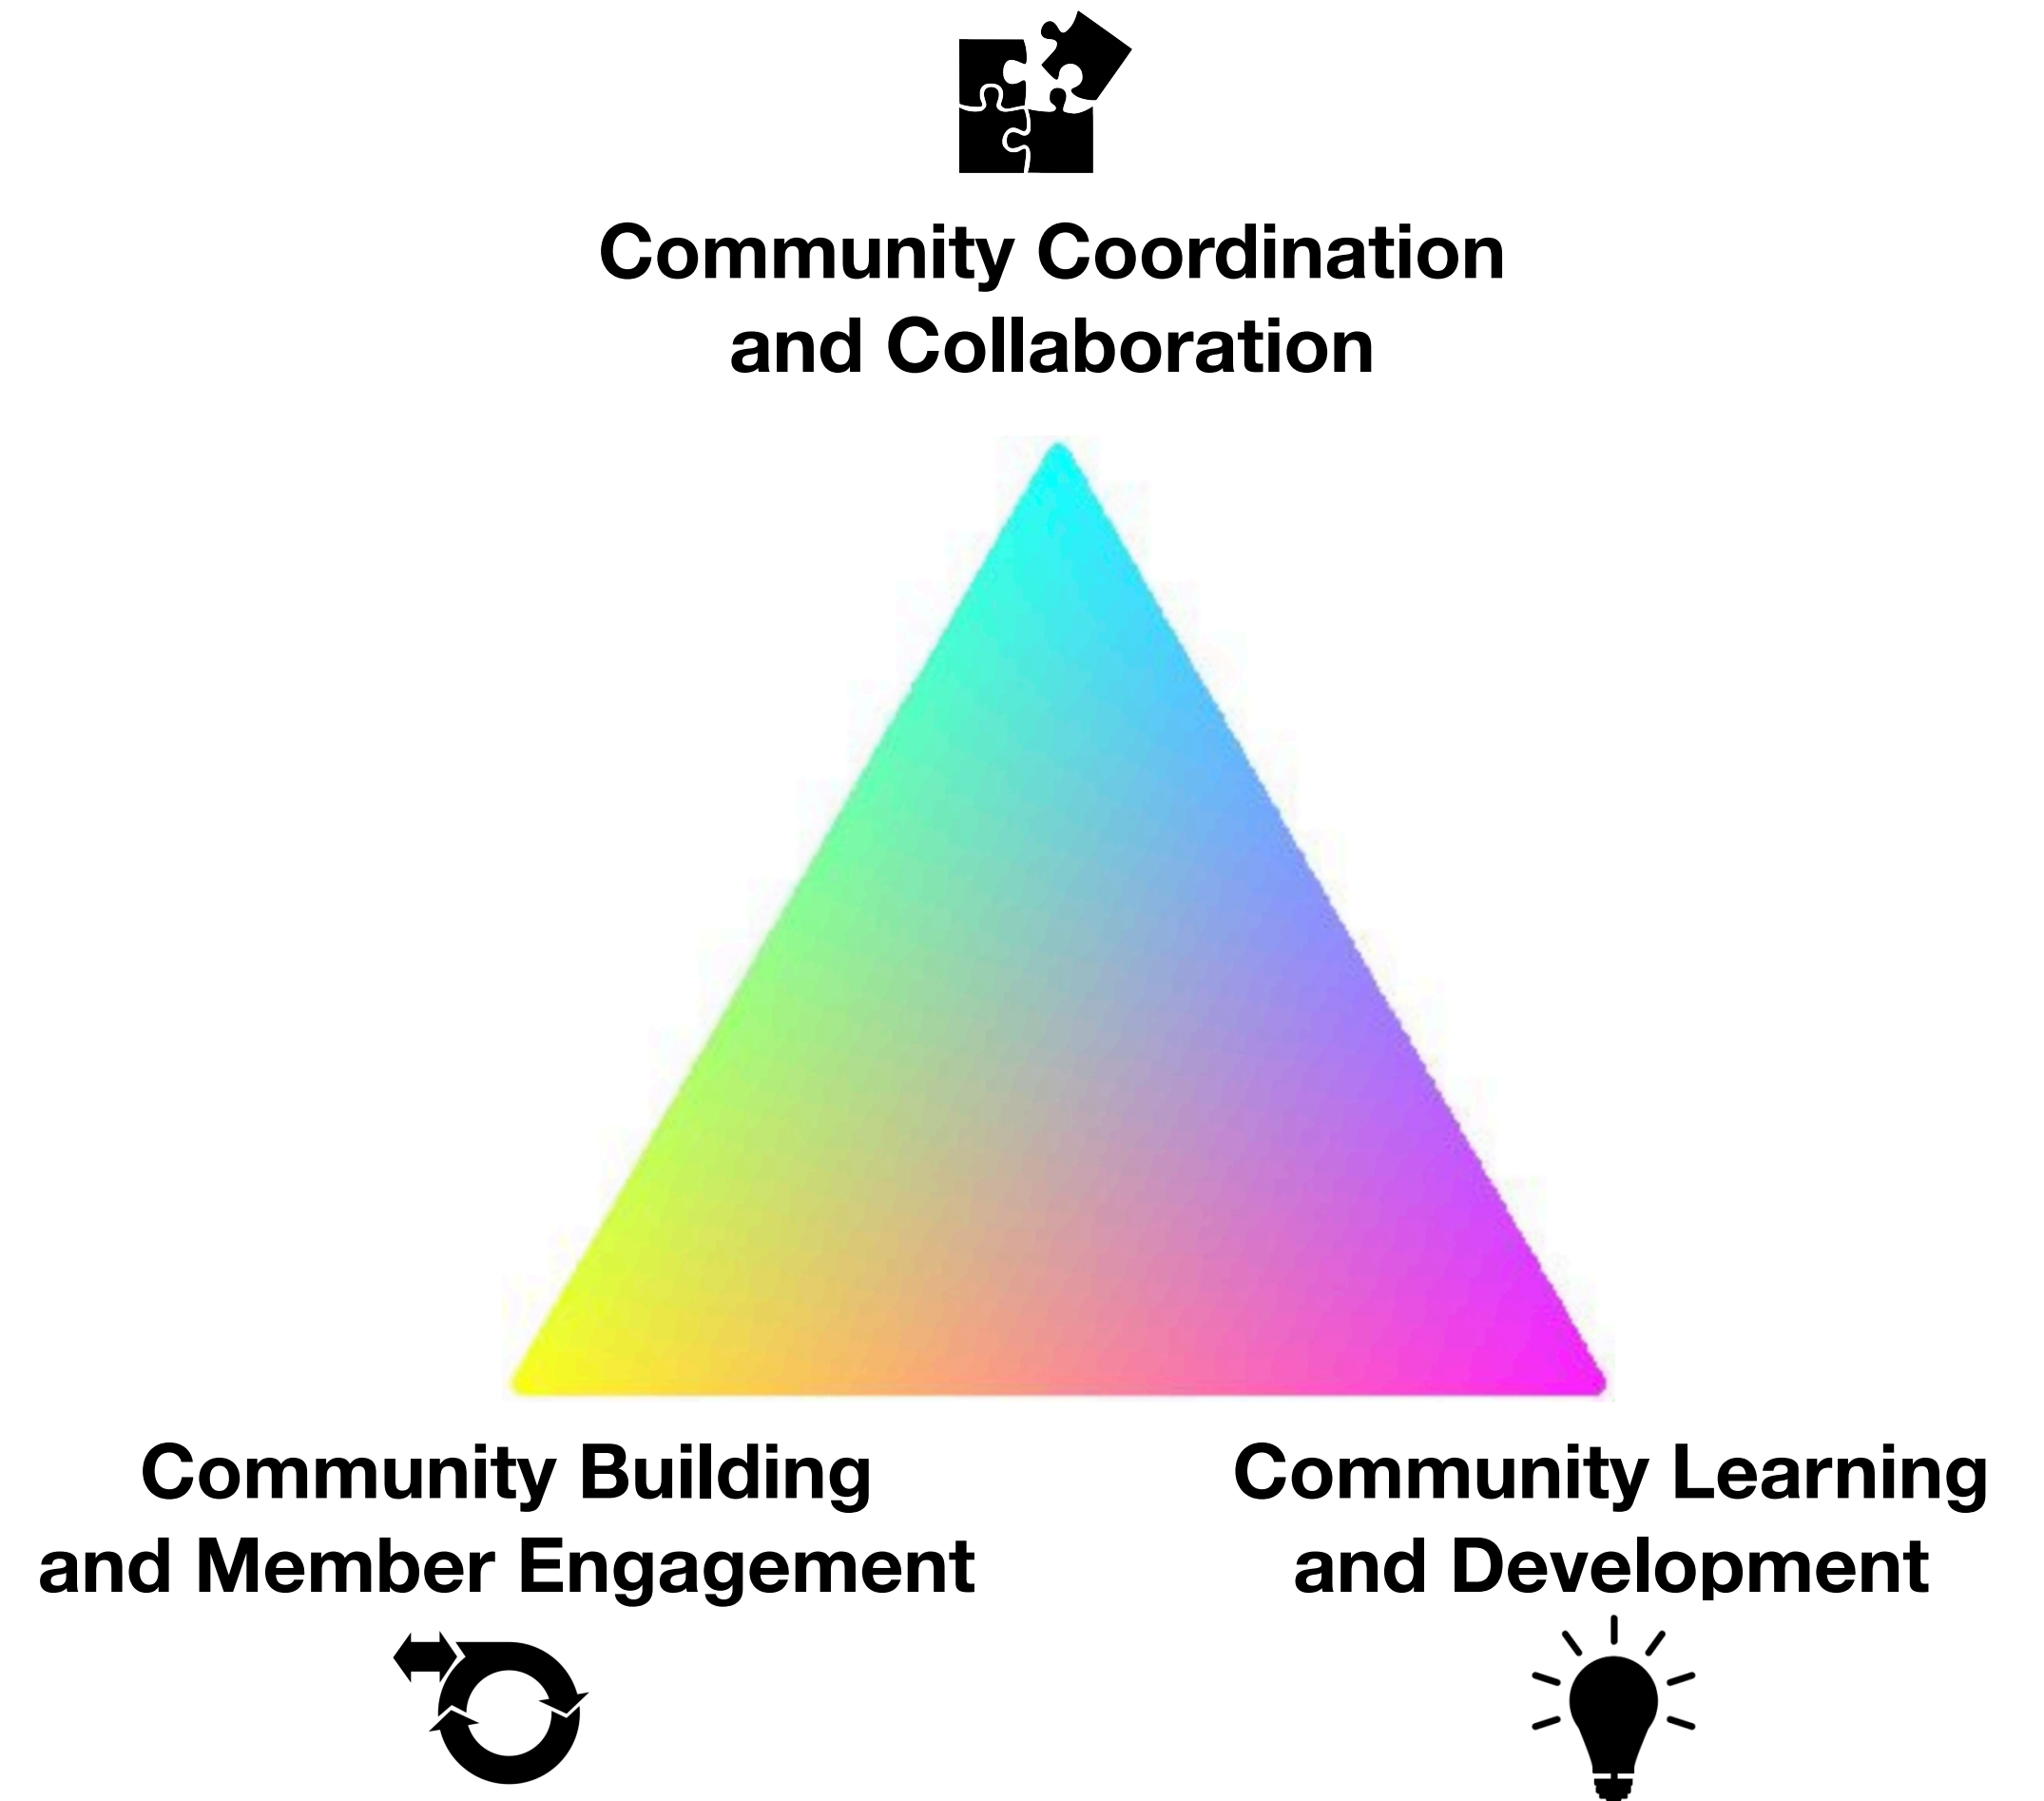 Community Coordination
and Collaboration
Community Building
and Member Engagement
Community Learning
and Development